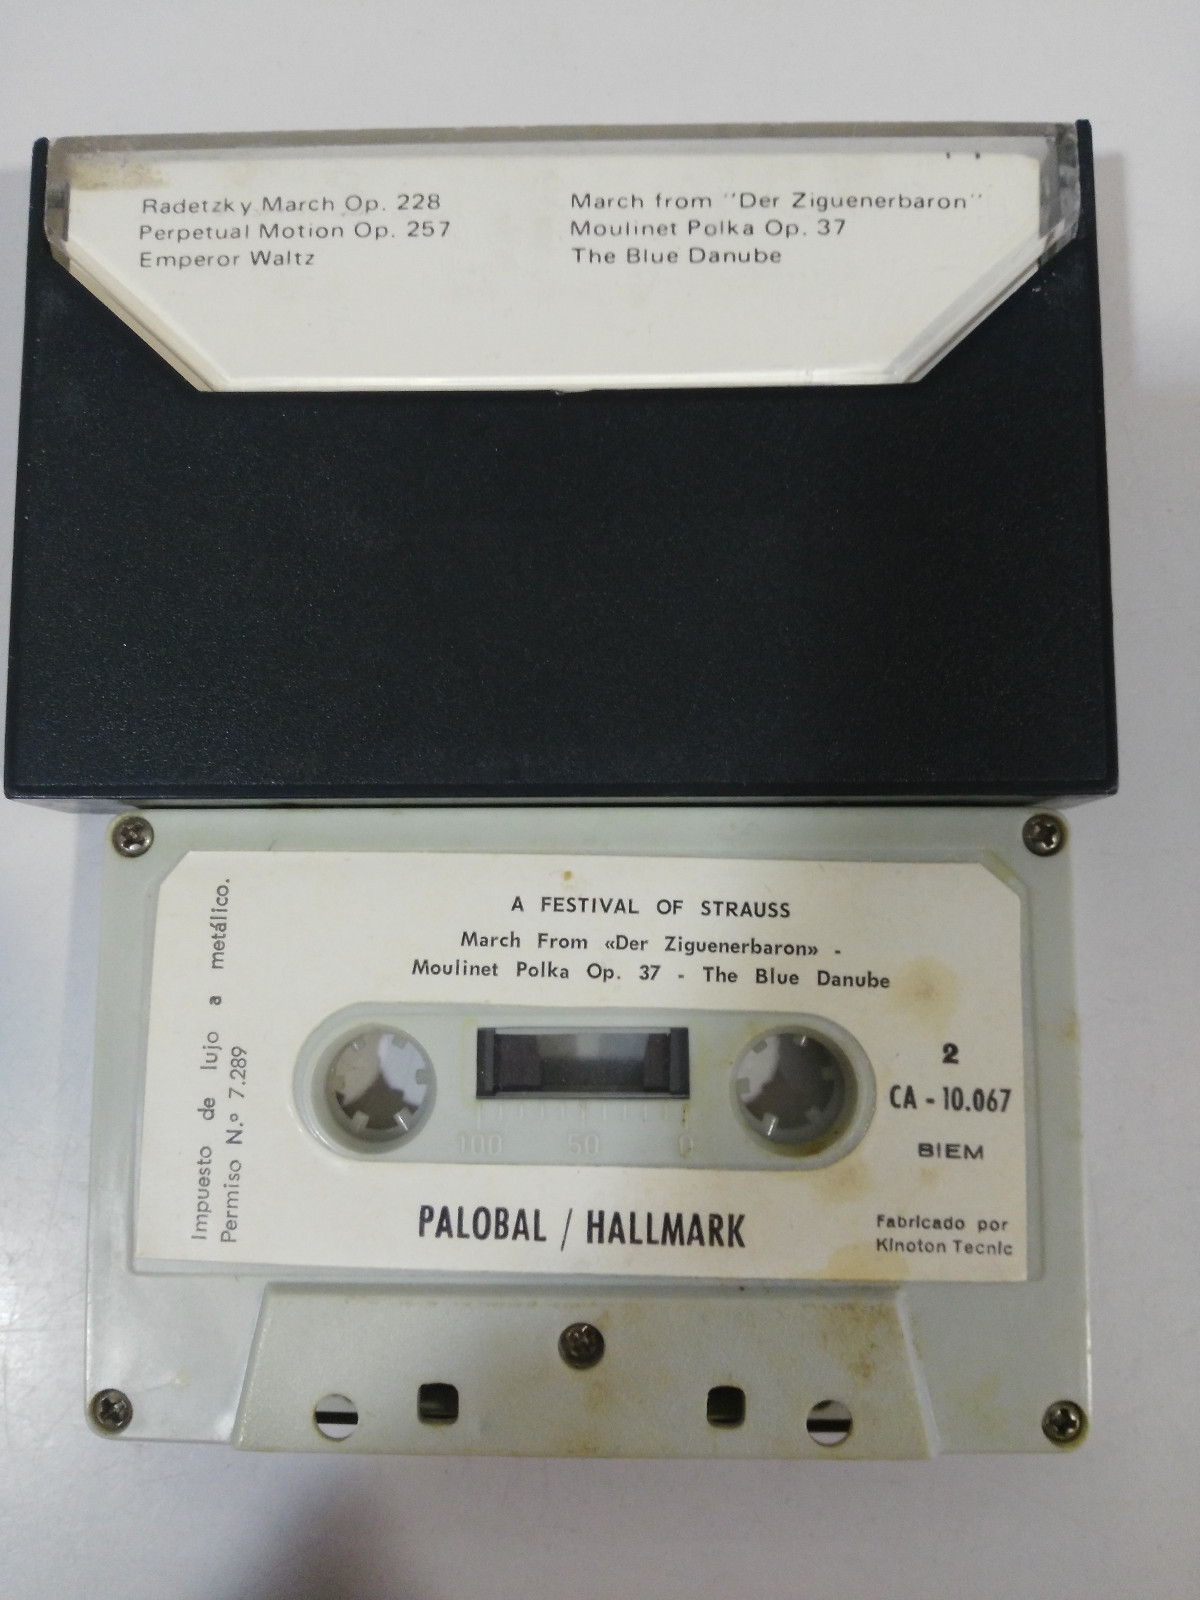 Radetzky March Op. 228
Perpetual Motion Op. 257
Emperor Waltz
March from "Der Ziguenerbaron"
Moulinet Polka Op. 37
The Blue Danube
A FESTIVAL OF STRAUSS
March From «Der Ziguenerbaron» -
Moulinet Polka Op. 37 - The Blue Danube
Impuesto de lujo a metálico.
Permiso N.º 7.289
100 50 0
2
CA - 10.067
BIEM
PALOBAL / HALLMARK
Fabricado por
Kinoton Tecnic